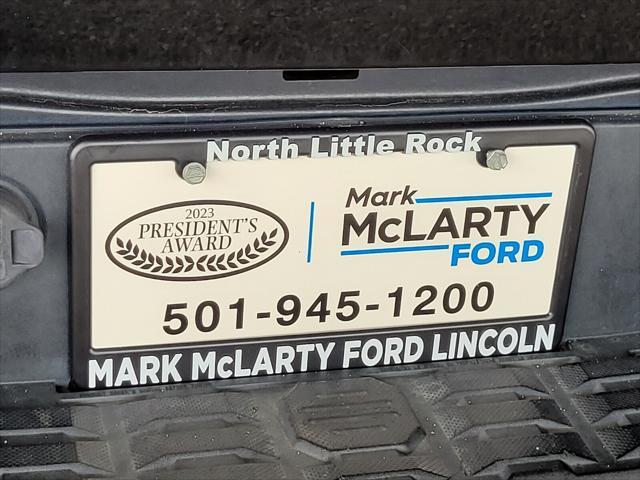 North Little Rock
2023
PRESIDENT'S
AWARD
Mark
McLARTY
FORD
501-945-1200
MARK McLARTY FORD LINCOLN